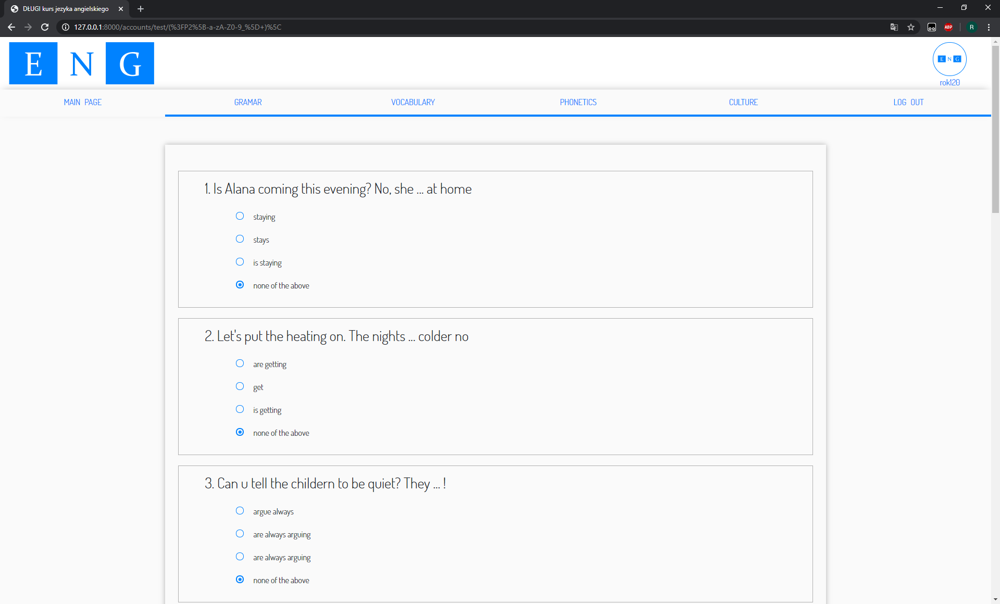 DŁUGI kurs jezyka angielskiego
127.0.0.1:8000/accounts/test/(%3FP2%5B-a-zA-Z0-9_%5D+)%5C
ABP
R
E N G
E N G
rok120
MAIN PAGE GRAMAR VOCABULARY PHONETICS CULTURE LOG OUT
1. Is Alana coming this evening? No, she ... at home
staying
stays
is staying
none of the above
2. Let's put the heating on. The nights ... colder no
are getting
get
is getting
none of the above
3. Can u tell the childern to be quiet? They ... !
argue always
are always arguing
are always arguing
none of the above